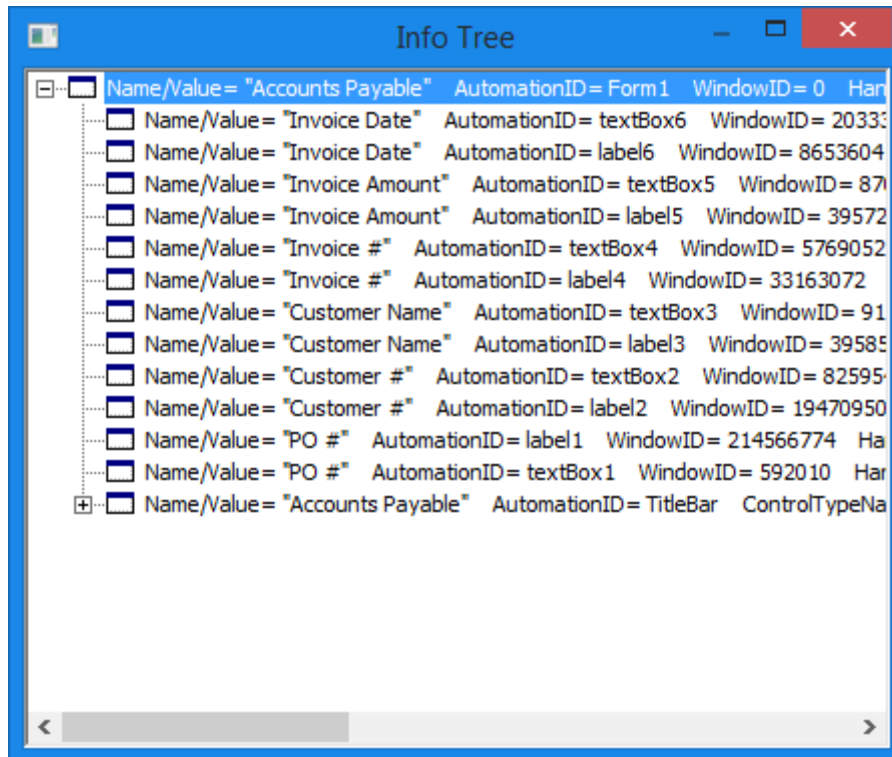 Info Tree
Name/Value= "Accounts Payable" AutomationID= Form1 WindowID= 0
Name/Value= "Invoice Date" AutomationID= textBox6 WindowID=
Name/Value= "Invoice Date" AutomationID= label6 WindowID= 8653604
Name/Value= "Invoice Amount" AutomationID= textBox5 WindowID=
Name/Value= "Invoice Amount" AutomationID= label5 WindowID= 39572
Name/Value= "Invoice #" AutomationID= textBox4 WindowID= 5769052
Name/Value= "Invoice #" AutomationID= label4 WindowID= 33163072
Name/Value= "Customer Name" AutomationID= textBox3 WindowID= 91
Name/Value= "Customer Name" AutomationID= label3 WindowID= 39585
Name/Value= "Customer #" AutomationID= textBox2 WindowID=
Name/Value= "Customer #" AutomationID= label2 WindowID= 19470950
Name/Value= "PO #" AutomationID= label1 WindowID= 214566774 Ha
Name/Value= "PO #" AutomationID= textBox1 WindowID= 592010 Har
Name/Value= "Accounts Payable" AutomationID= TitleBar ControlTypeNa